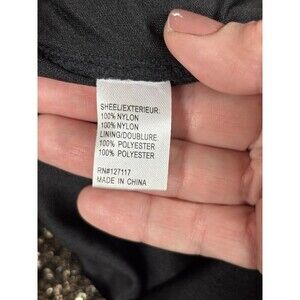 SHEEL/EXTERIEUR:
100% NYLON
100% NYLON
LINING/DOUBLURE:
100% POLYESTER
100% POLYESTER
RN#127117
MADE IN CHINA